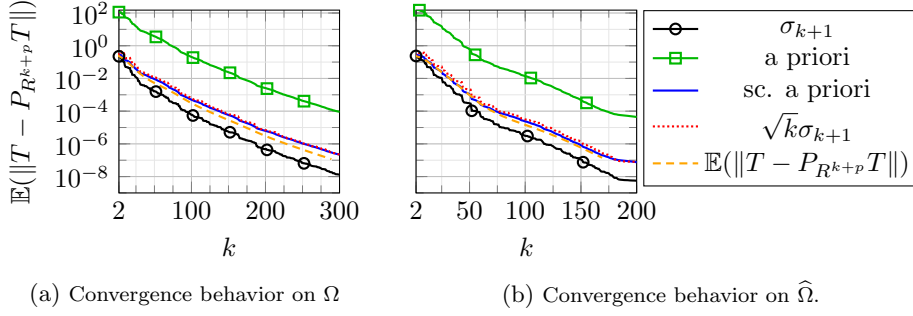 𝔼(‖T − P_{R^{k+p}}T‖)
10^2
10^0
10^{−2}
10^{−4}
10^{−6}
10^{−8}
2 100 200 300
k
2 50 100 150 200
k
σ_{k+1}
a priori
sc. a priori
√kσ_{k+1}
𝔼(‖T − P_{R^{k+p}}T‖)
(a) Convergence behavior on Ω
(b) Convergence behavior on Ω̂.